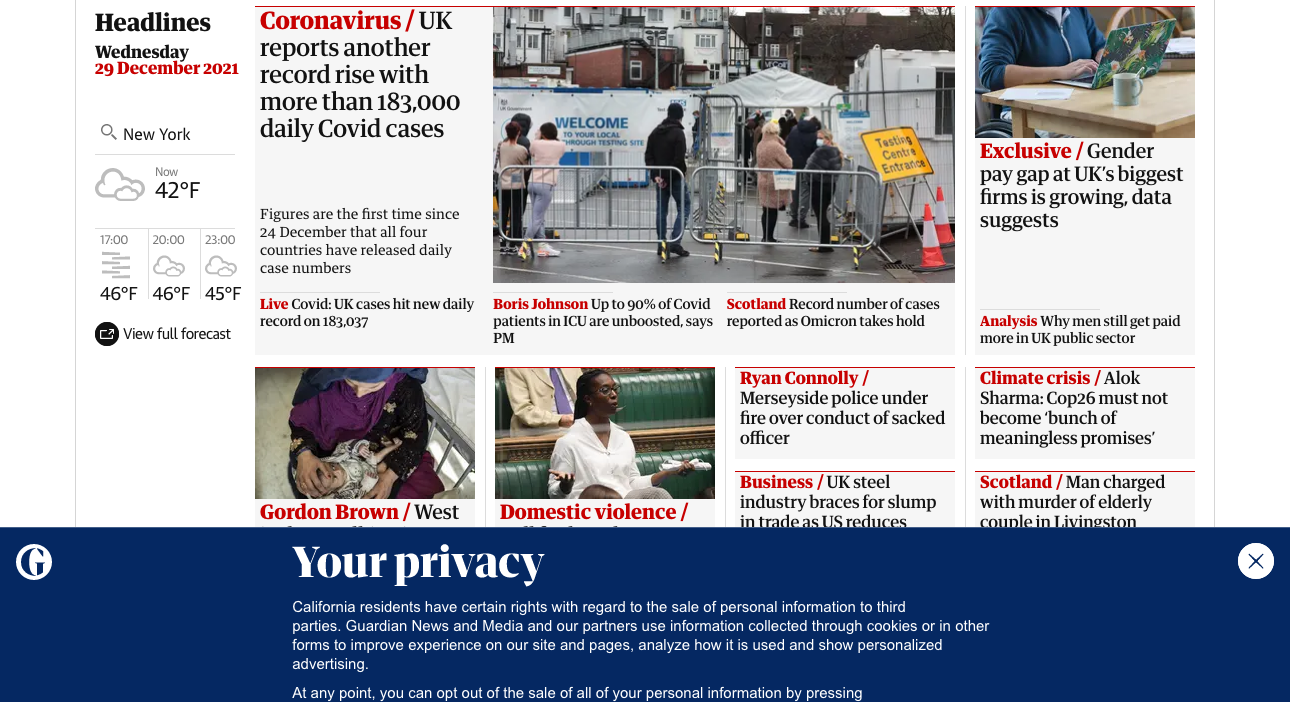 Headlines
Wednesday
29 December 2021
New York
Now
42°F
17:00
20:00
23:00
46°F
46°F
45°F
View full forecast
Coronavirus / UK
reports another
record rise with
more than 183,000
daily Covid cases
Figures are the first time since
24 December that all four
countries have released daily
case numbers
WELCOME
TO YOUR LOCAL
THROUGH TESTING SITE
Testing
Centre
Entrance
Live Covid: UK cases hit new daily
record on 183,037
Boris Johnson Up to 90% of Covid
patients in ICU are unboosted, says
PM
Scotland Record number of cases
reported as Omicron takes hold
Exclusive / Gender
pay gap at UK’s biggest
firms is growing, data
suggests
Analysis Why men still get paid
more in UK public sector
Gordon Brown / West
Domestic violence /
Ryan Connolly /
Merseyside police under
fire over conduct of sacked
officer
Business / UK steel
industry braces for slump
in trade as US reduces
Climate crisis / Alok
Sharma: Cop26 must not
become ‘bunch of
meaningless promises’
Scotland / Man charged
with murder of elderly
couple in Livingston
G
Your privacy
California residents have certain rights with regard to the sale of personal information to third
parties. Guardian News and Media and our partners use information collected through cookies or in other
forms to improve experience on our site and pages, analyze how it is used and show personalized
advertising.
At any point, you can opt out of the sale of all of your personal information by pressing